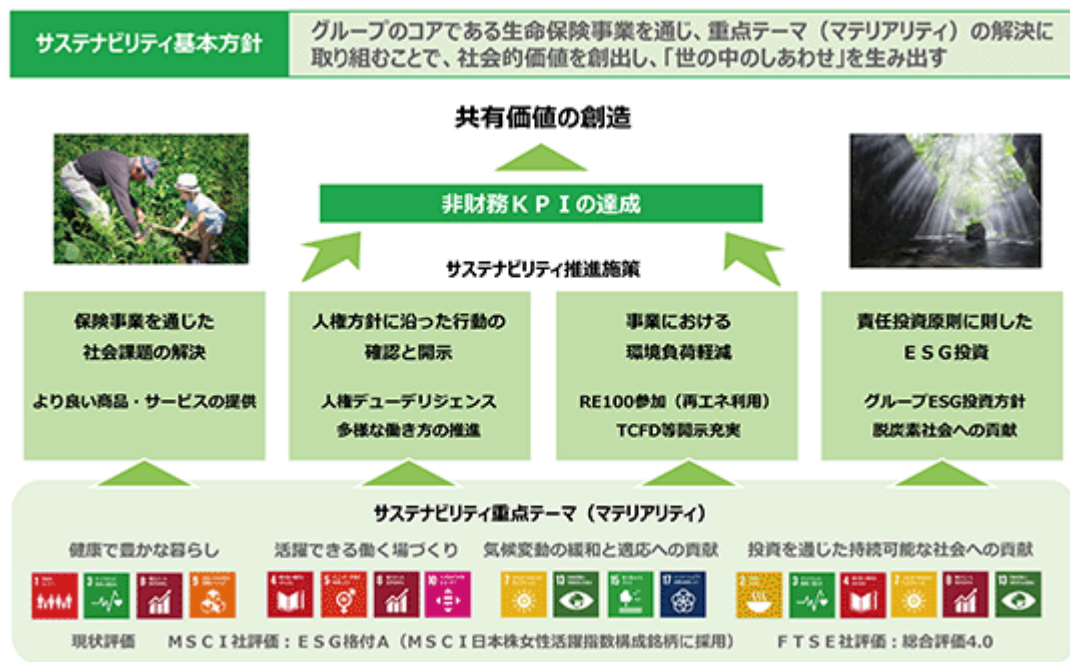 サステナビリティ基本方針
グループのコアである生命保険事業を通じ、重点テーマ（マテリアリティ）の解決に
取り組むことで、社会的価値を創出し、「世の中のしあわせ」を生み出す
共有価値の創造
非財務ＫＰＩの達成
サステナビリティ推進施策
保険事業を通じた
社会課題の解決
より良い商品・サービスの提供
人権方針に沿った行動の
確認と開示
人権デューデリジェンス
多様な働き方の推進
事業における
環境負荷軽減
RE100参加（再エネ利用）
TCFD等開示充実
責任投資原則に則した
ＥＳＧ投資
グループESG投資方針
脱炭素社会への貢献
サステナビリティ重点テーマ（マテリアリティ）
健康で豊かな暮らし
活躍できる働く場づくり
気候変動の緩和と適応への貢献
投資を通じた持続可能な社会への貢献
1
3
8
9
4
5
8
10
7
13
15
17
2
3
4
7
8
13
現状評価　ＭＳＣＩ社評価：ＥＳＧ格付Ａ（ＭＳＣＩ日本株女性活躍指数構成銘柄に採用）　ＦＴＳＥ社評価：総合評価4.0